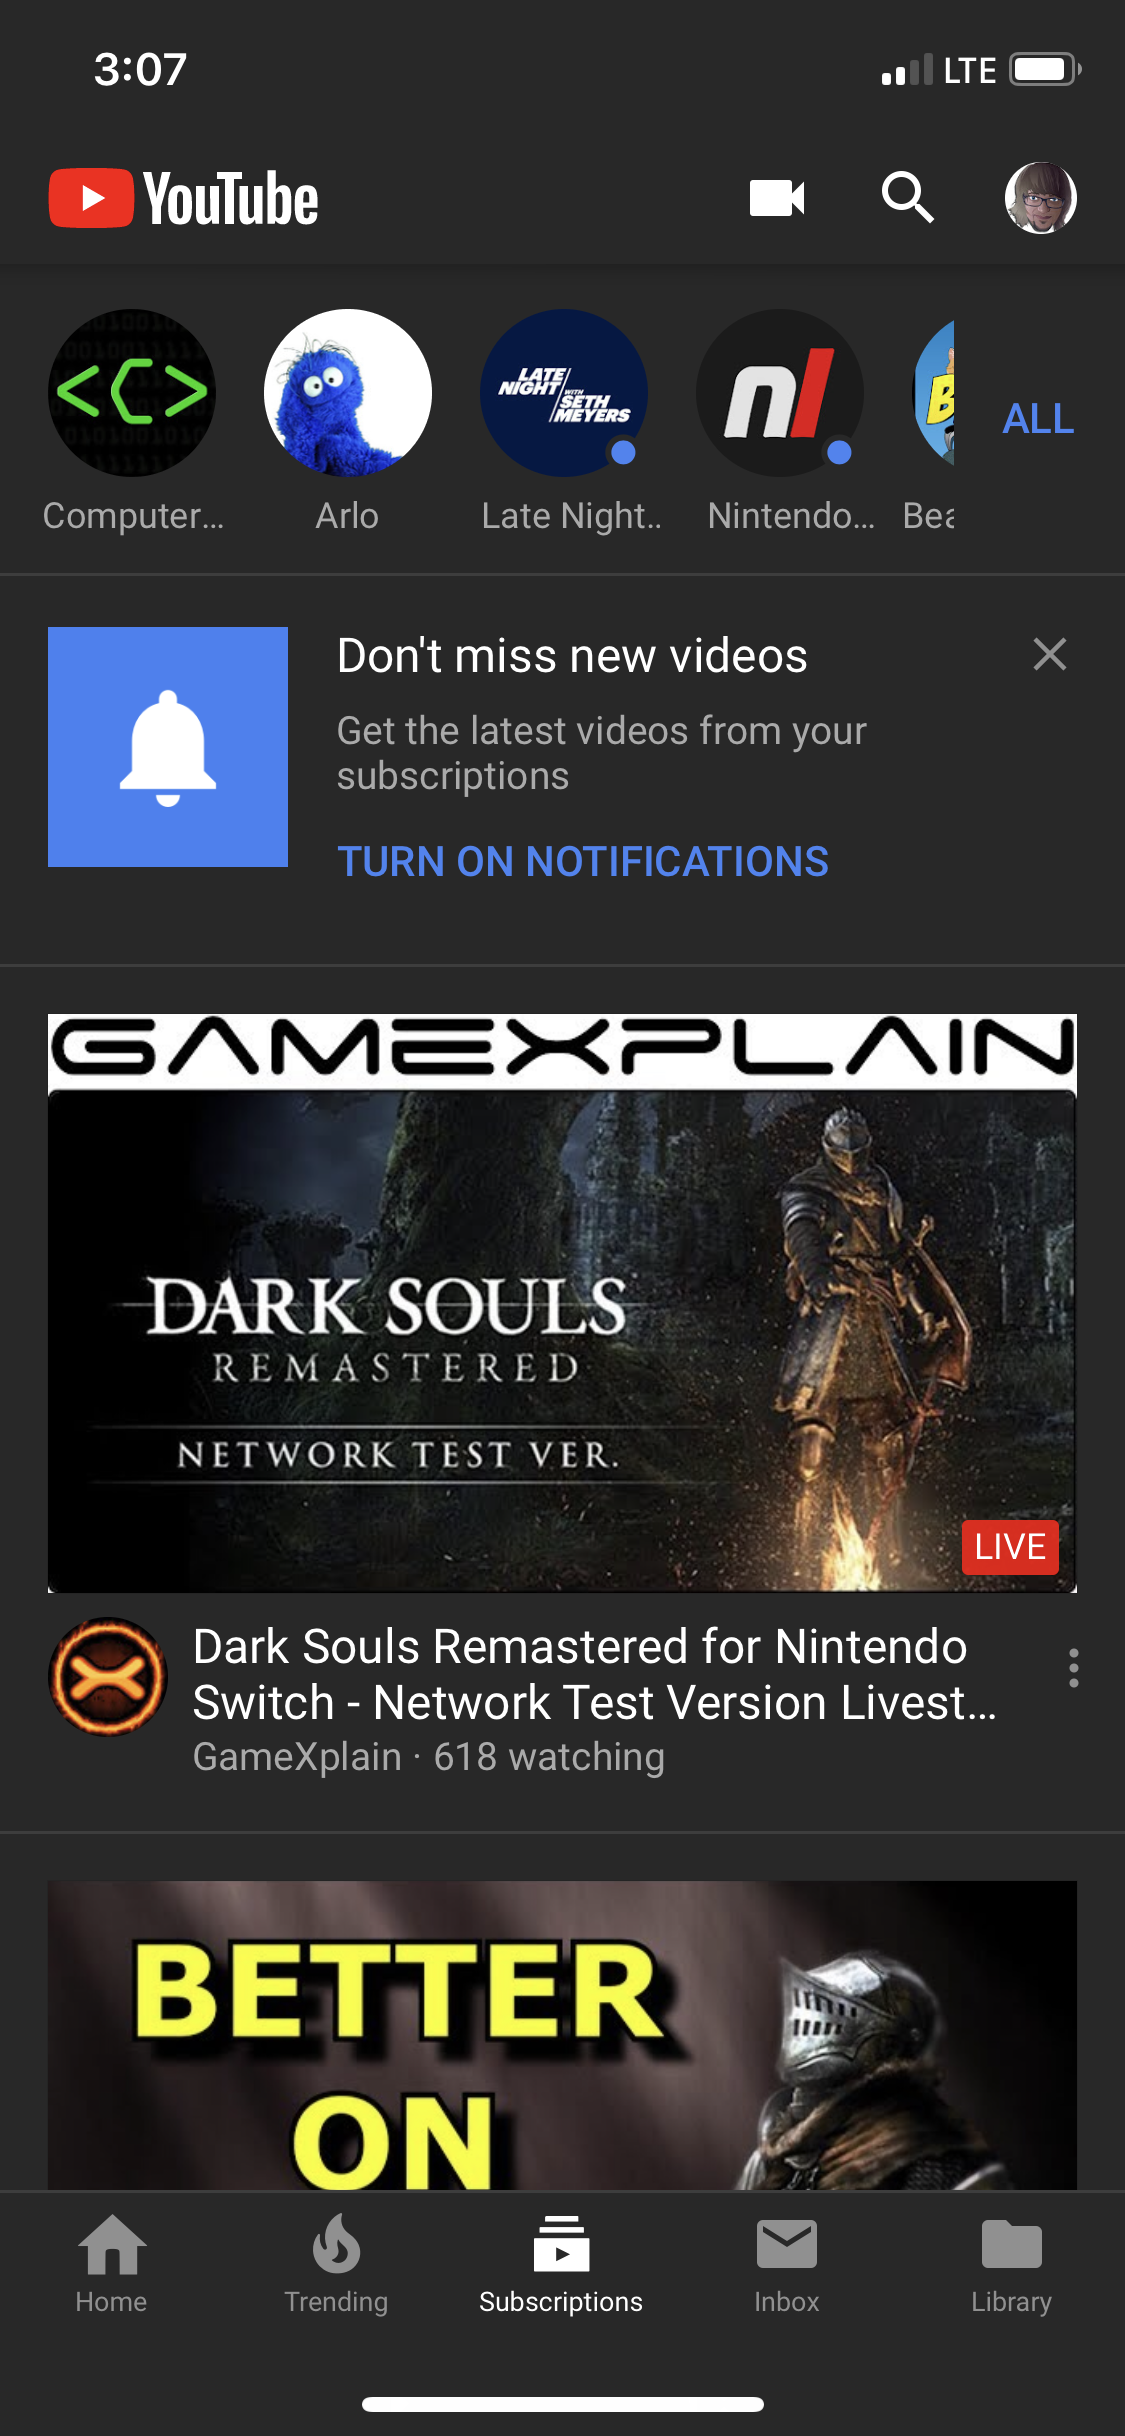 3:07
LTE
YouTube
ALL
<C>
LATE
NIGHT
WITH
SETH
MEYERS
nl
B
Computer...
Arlo
Late Night..
Nintendo...
Bea
Don't miss new videos
Get the latest videos from your
subscriptions
TURN ON NOTIFICATIONS
GAMEXPLAIN
DARK SOULS
REMASTERED
NETWORK TEST VER.
LIVE
Dark Souls Remastered for Nintendo
Switch - Network Test Version Livest...
GameXplain · 618 watching
BETTER
ON
Home
Trending
Subscriptions
Inbox
Library